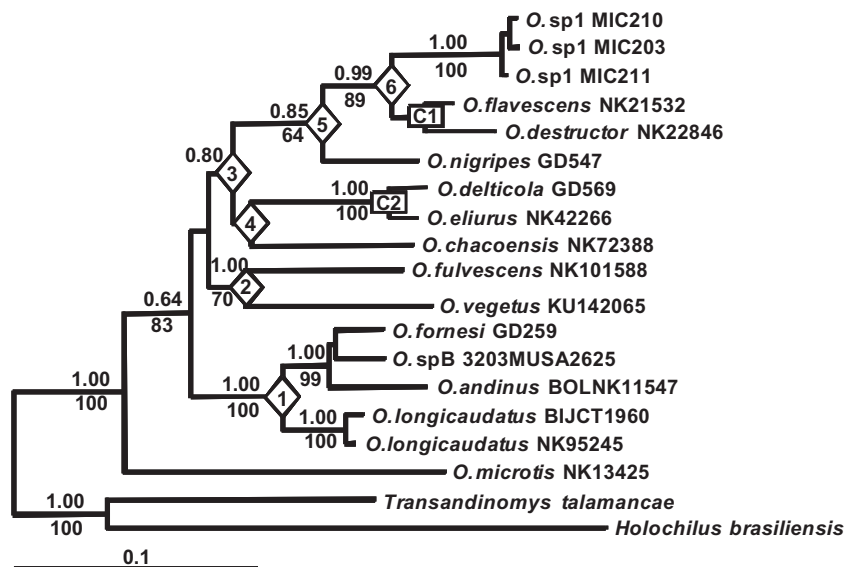 O.sp1 MIC210
1.00
O.sp1 MIC203
100
O.sp1 MIC211
0.99
6
89
O.flavescens NK21532
C1
0.85
5
64
O.destructor NK22846
0.80
O.nigripes GD547
3
1.00
O.delticola GD569
C2
100
O.eliurus NK42266
4
O.chacoensis NK72388
1.00
O.fulvescens NK101588
2
70
O.vegetus KU142065
0.64
83
O.fornesi GD259
1.00
O.spB 3203MUSA2625
99
O.andinus BOLNK11547
1.00
1.00
100
1
100
O.longicaudatus BIJCT1960
1.00
100
O.longicaudatus NK95245
O.microtis NK13425
1.00
100
Transandinomys talamancae
Holochilus brasiliensis
0.1